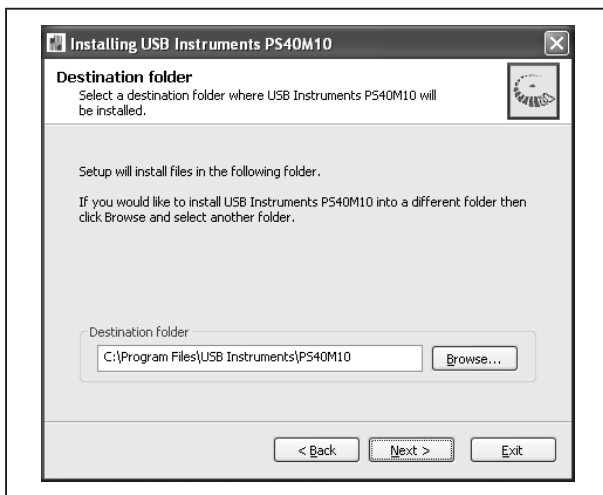 Installing USB Instruments PS40M10
Destination folder
Select a destination folder where USB Instruments PS40M10 will
be installed.
Setup will install files in the following folder.
If you would like to install USB Instruments PS40M10 into a different folder then
click Browse and select another folder.
Destination folder
C:\Program Files\USB Instruments\PS40M10
Browse...
< Back
Next >
Exit